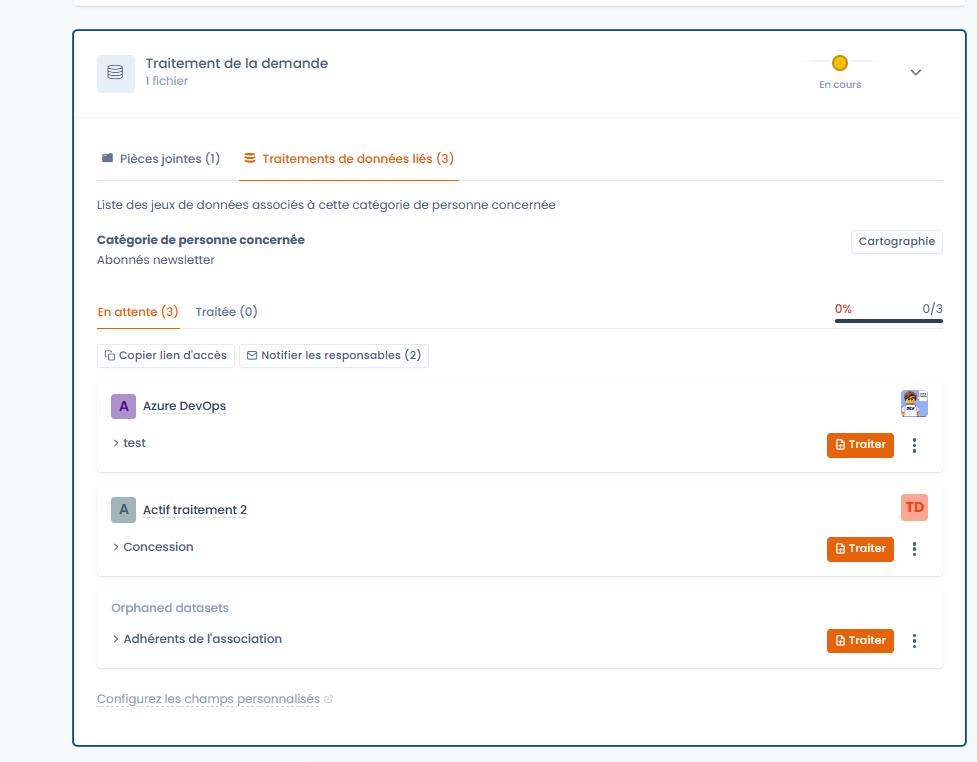 Traitement de la demande
1 fichier
En cours
Pièces jointes (1)
Traitements de données liés (3)
Liste des jeux de données associés à cette catégorie de personne concernée
Catégorie de personne concernée
Abonnés newsletter
Cartographie
En attente (3)
Traitée (0)
0%
0/3
Copier lien d'accès
Notifier les responsables (2)
A
Azure DevOps
test
Traiter
A
Actif traitement 2
TD
Concession
Traiter
Orphaned datasets
Adhérents de l'association
Traiter
Configurez les champs personnalisés